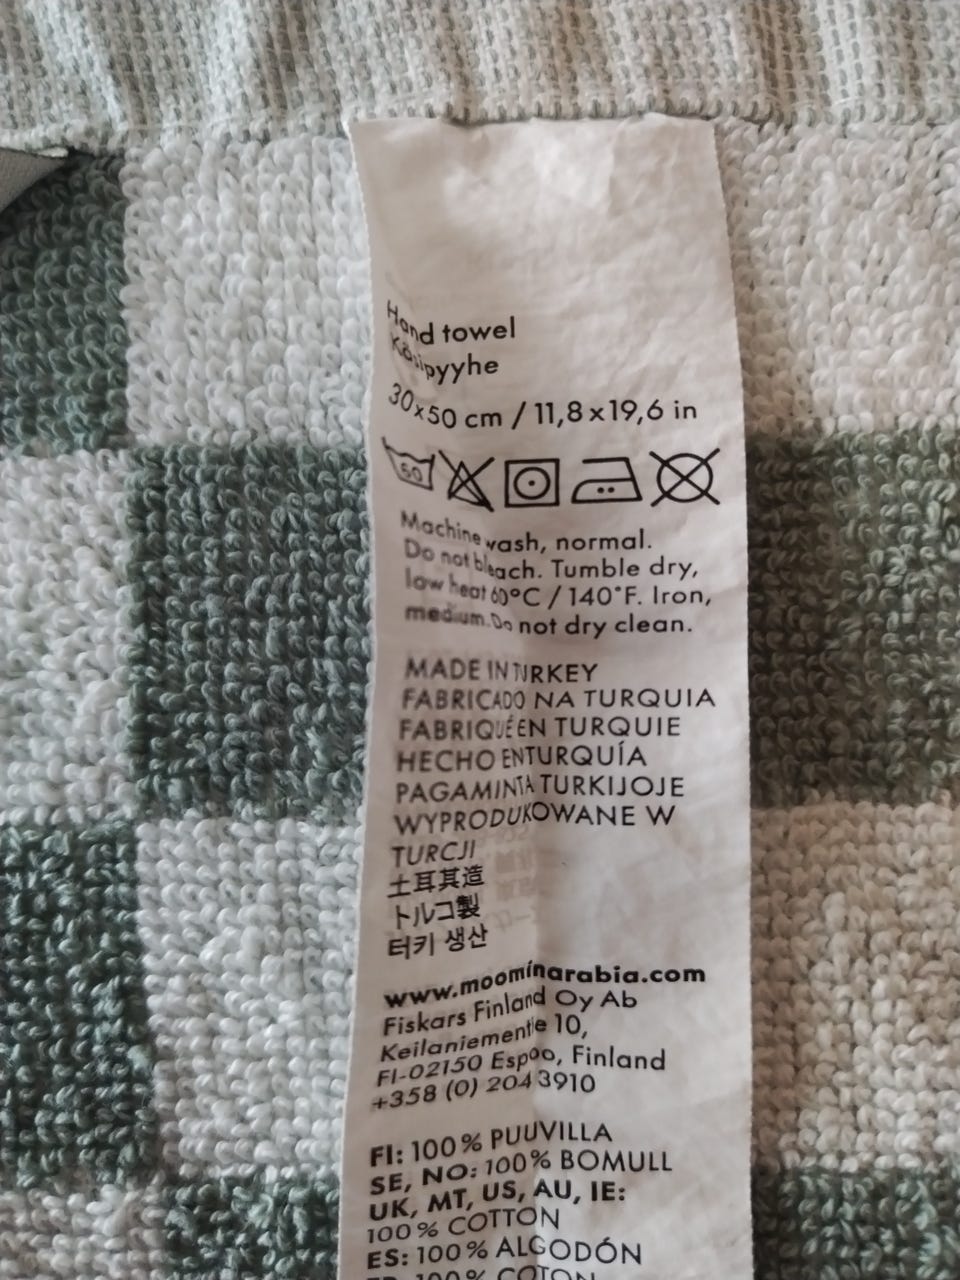 Hand towel
Käsipyyhe
30x50 cm / 11,8x19,6 in
60
Machine wash, normal.
Do not bleach. Tumble dry,
low heat 60°C / 140°F. Iron,
medium. Do not dry clean.
MADE IN TURKEY
FABRICADO NA TURQUIA
FABRIQUÉ EN TURQUIE
HECHO EN TURQUÍA
PAGAMINTA TURKIJOJE
WYPRODUKOWANE W
TURCJI
土耳其造
トルコ製
터키 생산
www.moominarabia.com
Fiskars Finland Oy Ab
Keilaniementie 10,
FI-02150 Espoo, Finland
+358 (0) 204 3910
FI: 100% PUUVILLA
SE, NO: 100% BOMULL
UK, MT, US, AU, IE:
100% COTTON
ES: 100% ALGODÓN
FR: 100% COTON